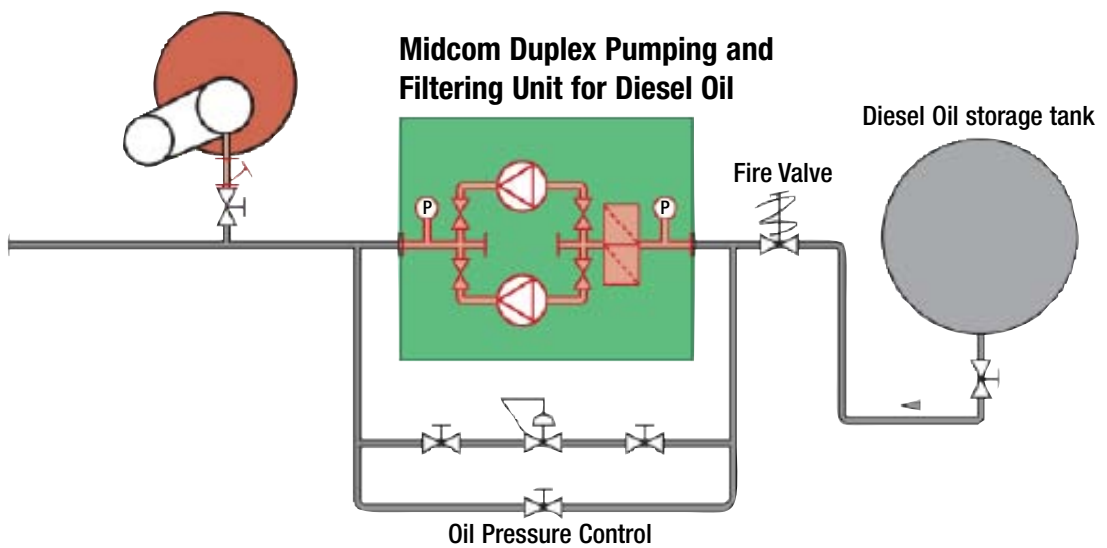 Midcom Duplex Pumping and
Filtering Unit for Diesel Oil
Diesel Oil storage tank
Fire Valve
P
P
Oil Pressure Control